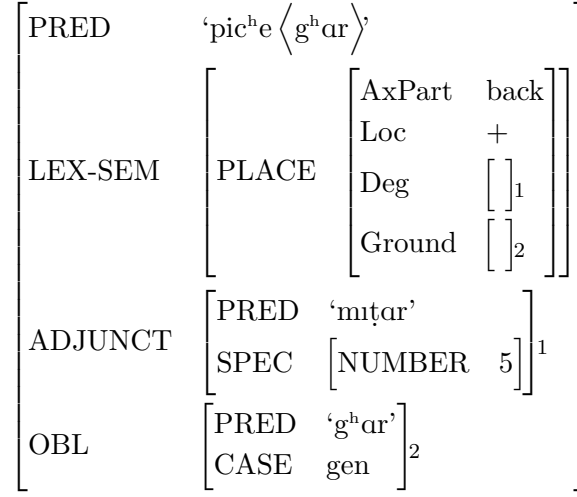 PRED ‘picʰe ⟨gʰɑr⟩’
AxPart back
Loc +
LEX-SEM PLACE
Deg [ ]1
Ground [ ]2
PRED ‘mɪṭɑr’
ADJUNCT 1
SPEC [NUMBER 5]
PRED ‘gʰɑr’
OBL 2
CASE gen